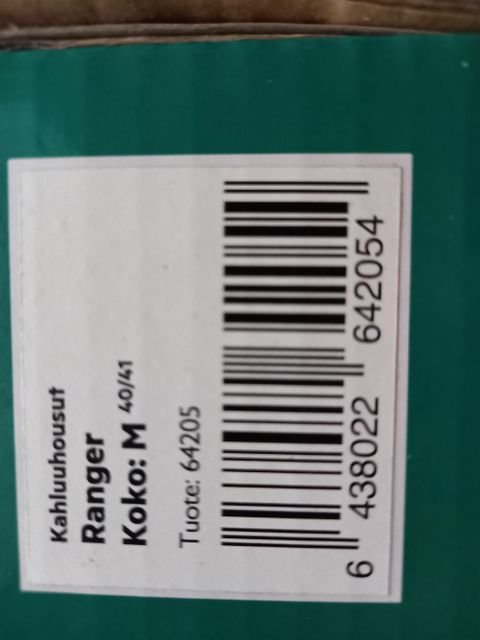 Kahluuhousut
Ranger
Koko: M 40/41
Tuote: 64205
6 438022 642054